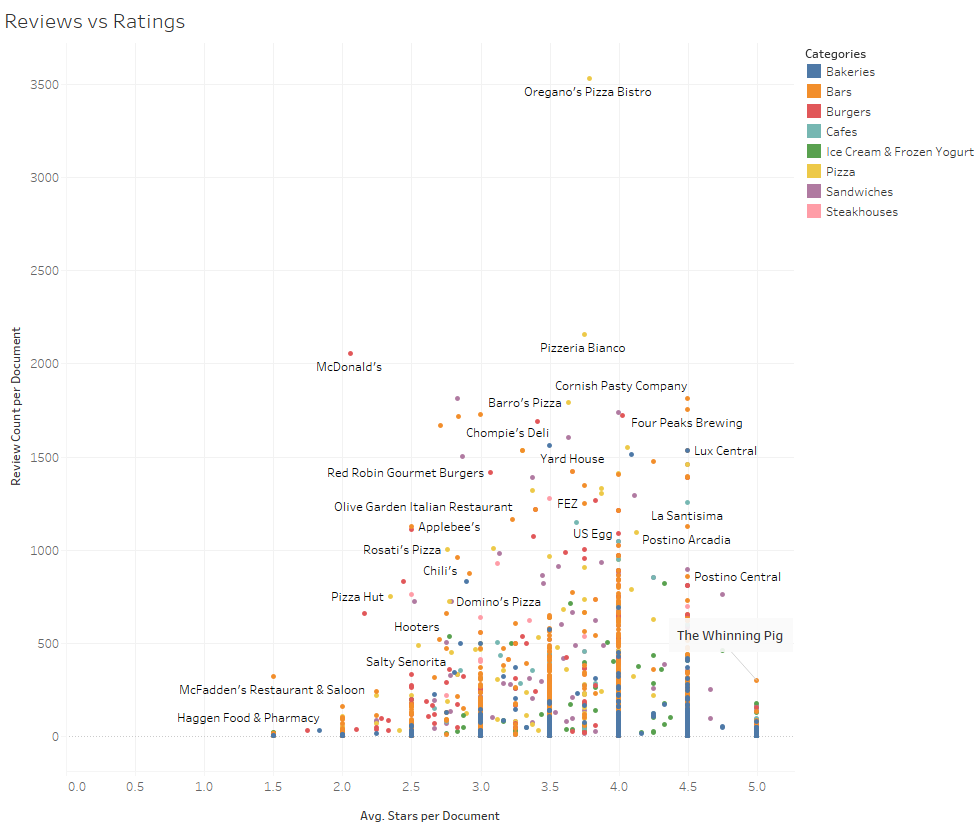 Reviews vs Ratings
Categories
Bakeries
Bars
Burgers
Cafes
Ice Cream & Frozen Yogurt
Pizza
Sandwiches
Steakhouses
3500
Oregano's Pizza Bistro
3000
2500
2000
Pizzeria Bianco
McDonald's
Cornish Pasty Company
Barro's Pizza
Four Peaks Brewing
Chompie's Deli
1500
Yard House
Lux Central
Red Robin Gourmet Burgers
Olive Garden Italian Restaurant
FEZ
La Santisima
Applebee's
US Egg
Postino Arcadia
1000
Rosati's Pizza
Chili's
Postino Central
Pizza Hut
Domino's Pizza
Hooters
The Whinning Pig
500
Salty Senorita
McFadden's Restaurant & Saloon
Haggen Food & Pharmacy
0
Review Count per Document
0.0 0.5 1.0 1.5 2.0 2.5 3.0 3.5 4.0 4.5 5.0
Avg. Stars per Document